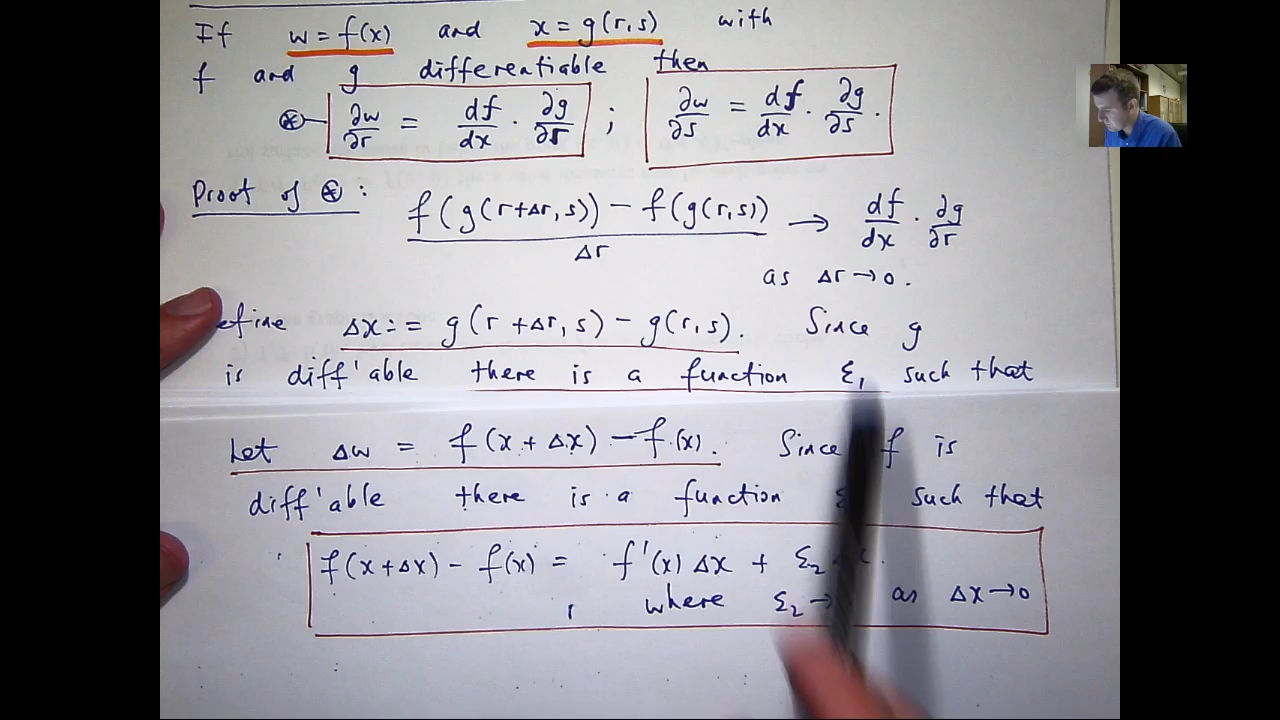 If w = f(x) and x = g(r,s) with
f and g differentiable then
⊛— ∂w/∂r = df/dx · ∂g/∂r ; ∂w/∂s = df/dx · ∂g/∂s .
Proof of ⊛ : f(g(r+Δr, s)) − f(g(r,s)) / Δr → df/dx · ∂g/∂r
as Δr → 0 .
efine Δx := g(r + Δr, s) − g(r, s). Since g
is diff'able there is a function ε₁ such that
Let Δw = f(x + Δx) − f(x). Since f is
diff'able there is a function such that
f(x+Δx) − f(x) = f'(x) Δx + ε₂
, where ε₂ → as Δx → 0